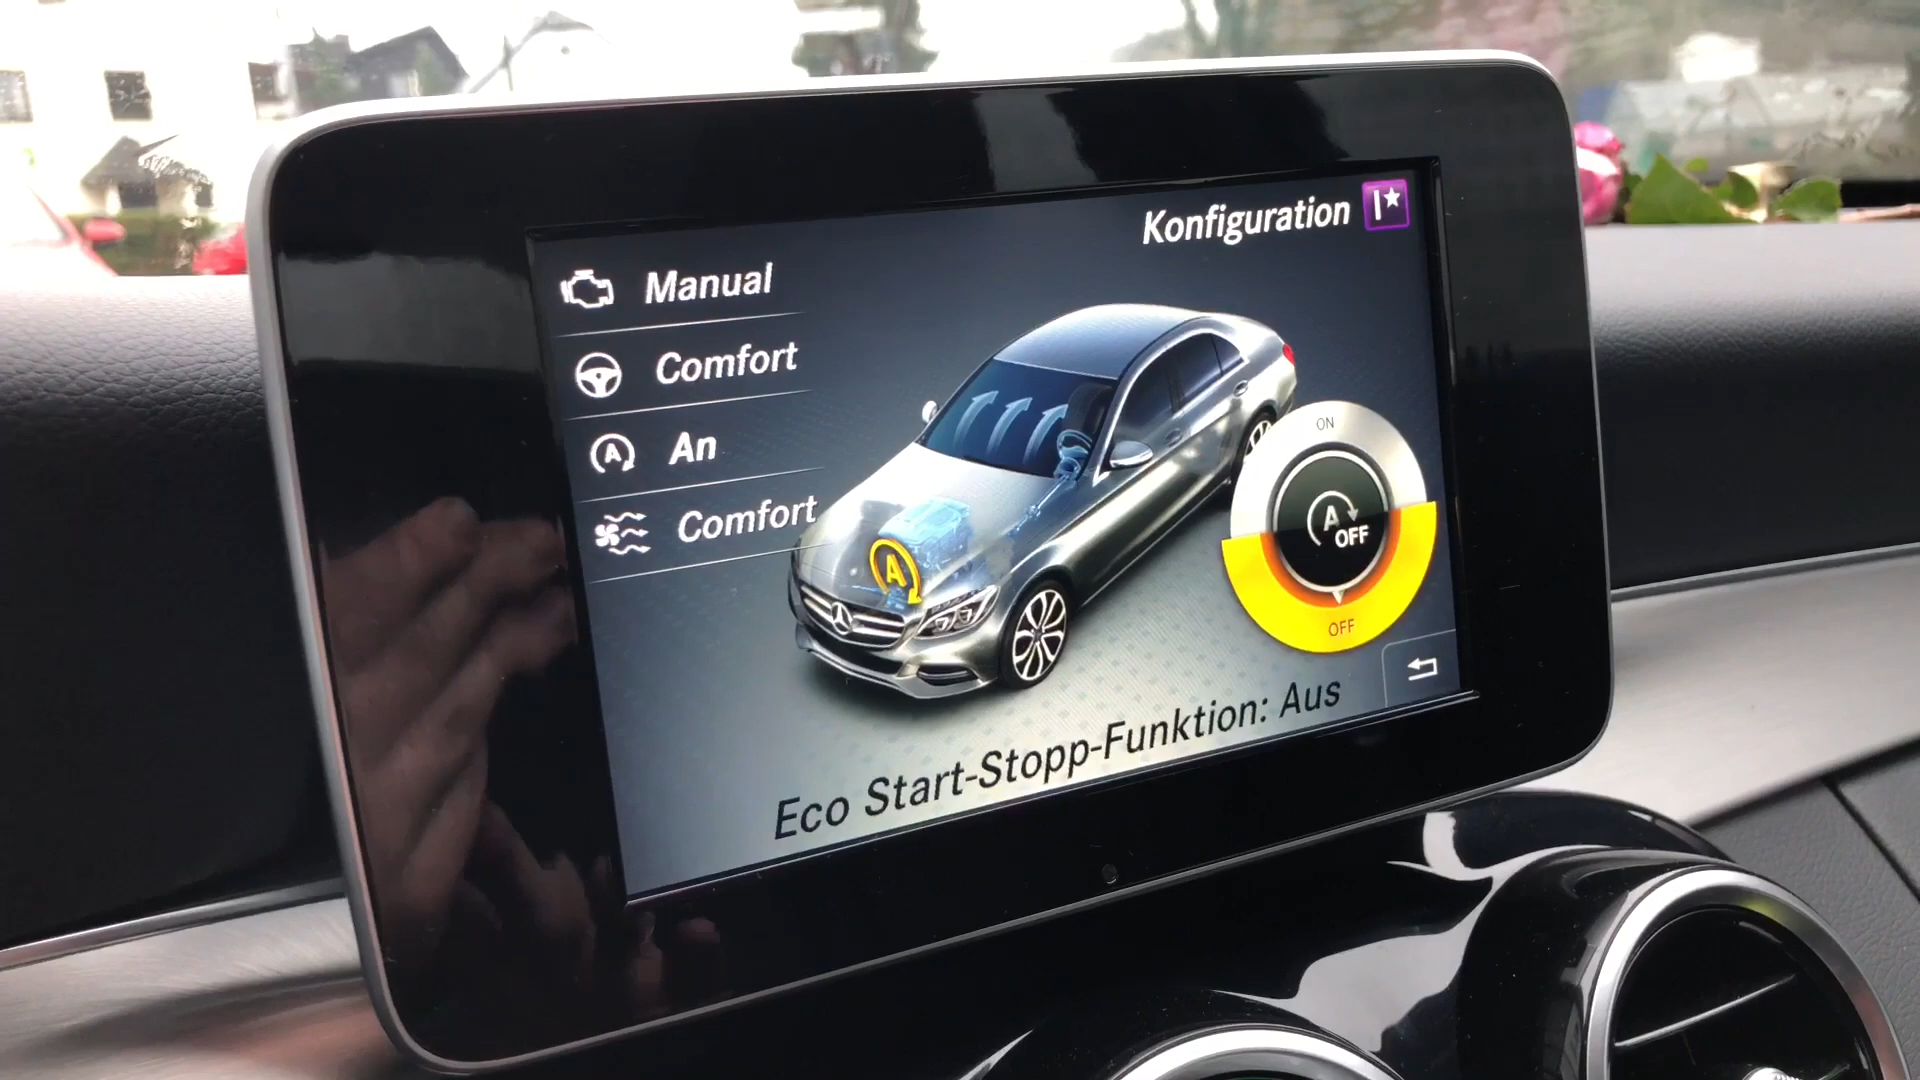 Konfiguration
Manual
Comfort
A An
Comfort
A
ON
A OFF
OFF
Eco Start-Stopp-Funktion: Aus